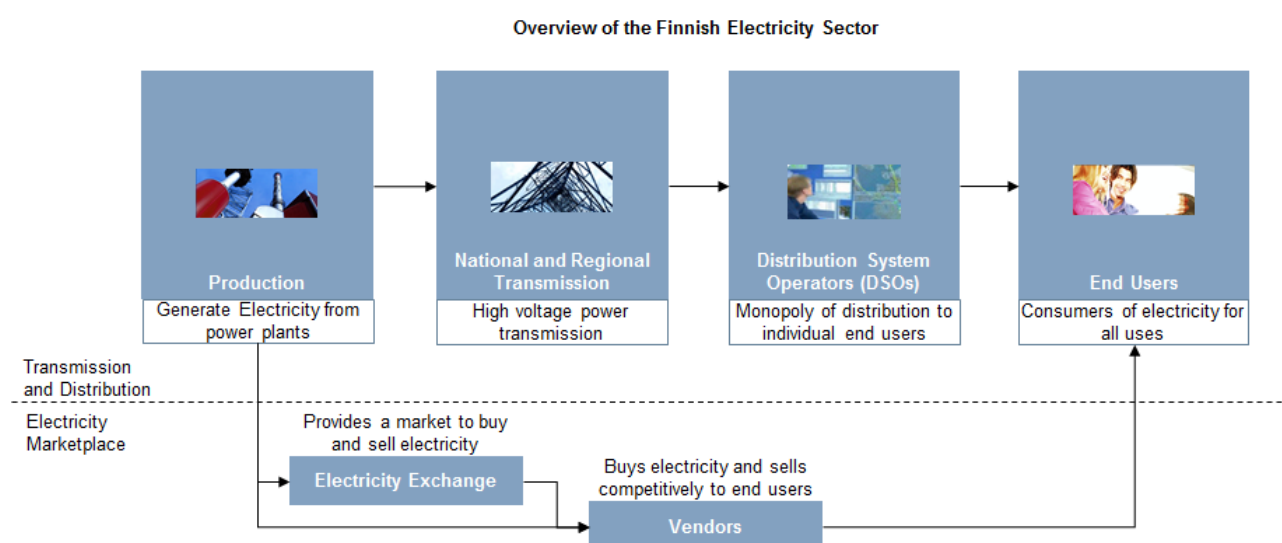 Overview of the Finnish Electricity Sector
Production
Generate Electricity from
power plants
National and Regional
Transmission
High voltage power
transmission
Distribution System
Operators (DSOs)
Monopoly of distribution to
individual end users
End Users
Consumers of electricity for
all uses
Transmission
and Distribution
Electricity
Marketplace
Provides a market to buy
and sell electricity
Electricity Exchange
Buys electricity and sells
competitively to end users
Vendors